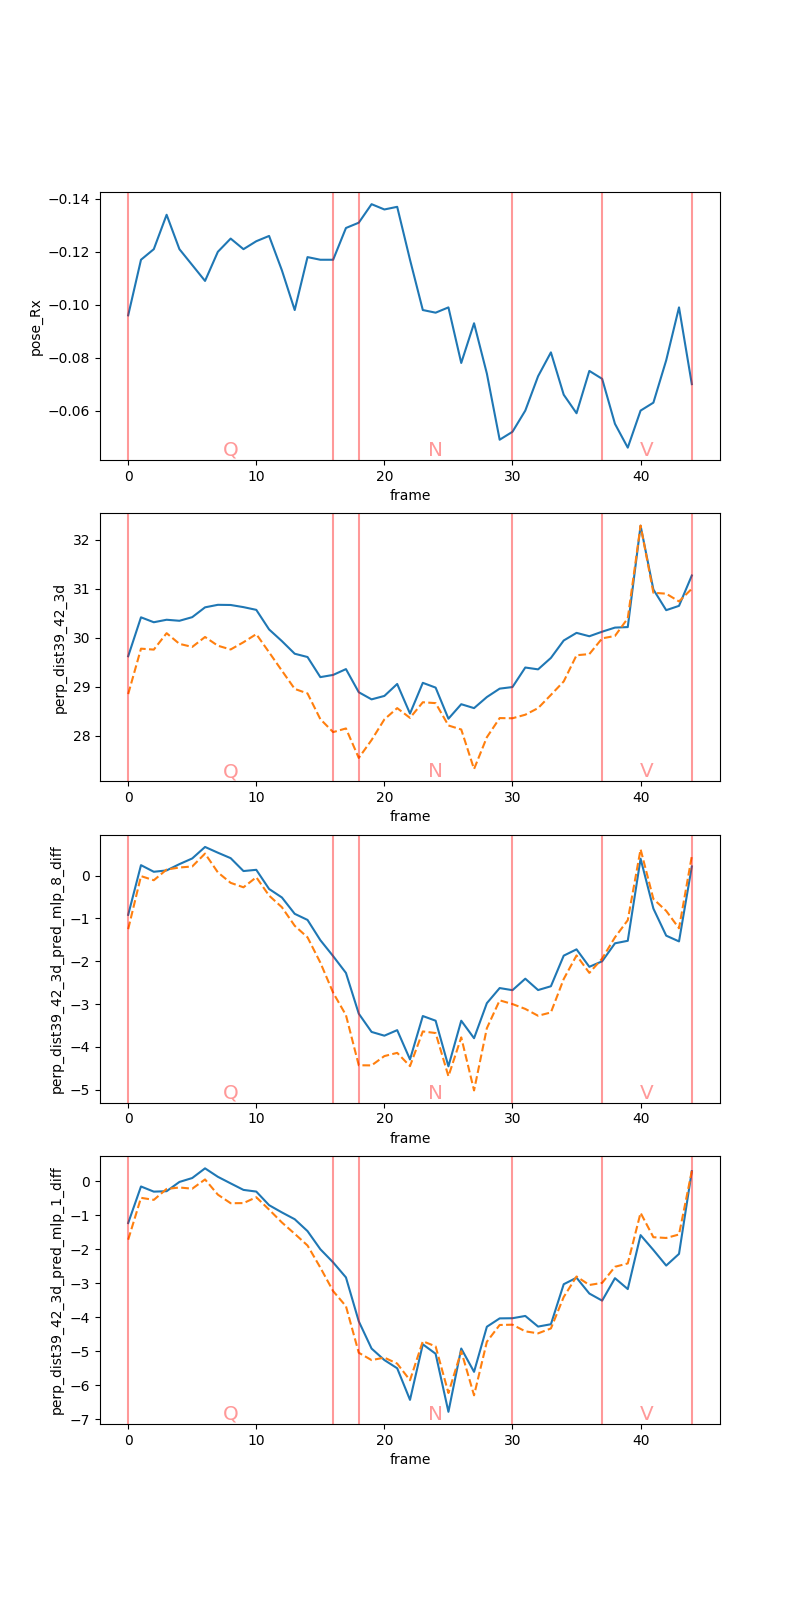 −0.14
−0.12
−0.10
−0.08
−0.06
pose_Rx
Q N V
0 10 20 30 40
frame
32
31
30
29
28
perp_dist39_42_3d
Q N V
0 10 20 30 40
frame
0
−1
−2
−3
−4
−5
perp_dist39_42_3d_pred_mlp_8_diff
Q N V
0 10 20 30 40
frame
0
−1
−2
−3
−4
−5
−6
−7
perp_dist39_42_3d_pred_mlp_1_diff
Q N V
0 10 20 30 40
frame